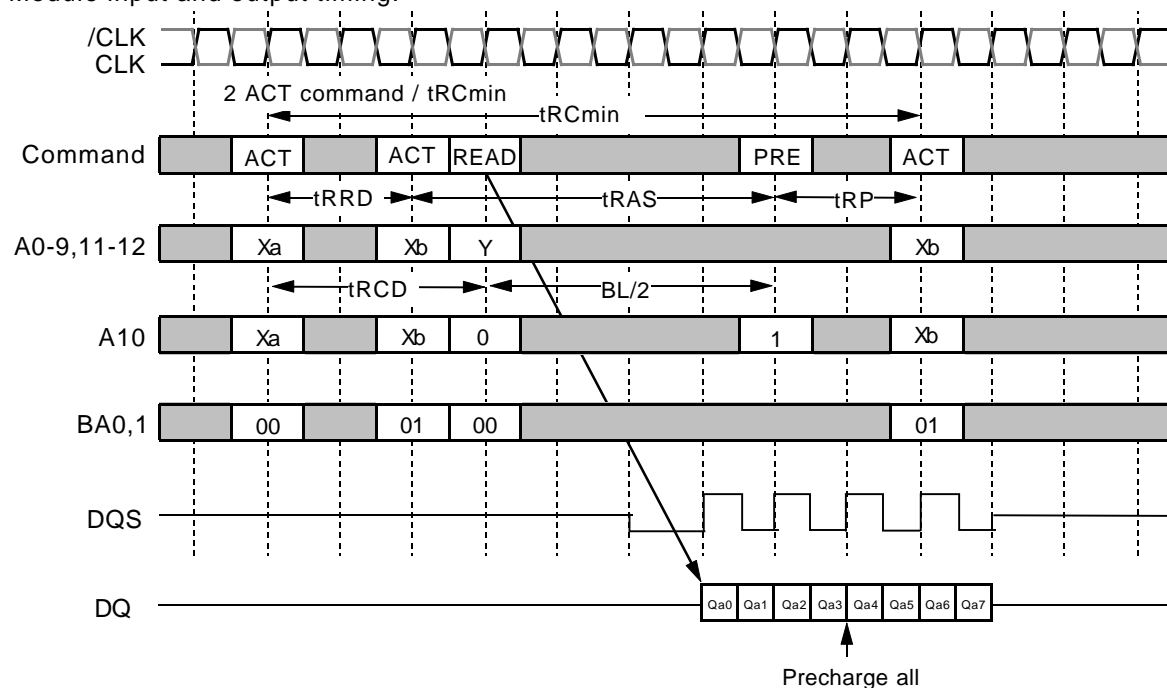 Module input and output timing.
/CLK
CLK
2 ACT command / tRCmin
tRCmin
Command ACT ACT READ PRE ACT
tRRD tRAS tRP
A0-9,11-12 Xa Xb Y Xb
tRCD BL/2
A10 Xa Xb 0 1 Xb
BA0,1 00 01 00 01
DQS
DQ Qa0 Qa1 Qa2 Qa3 Qa4 Qa5 Qa6 Qa7
Precharge all